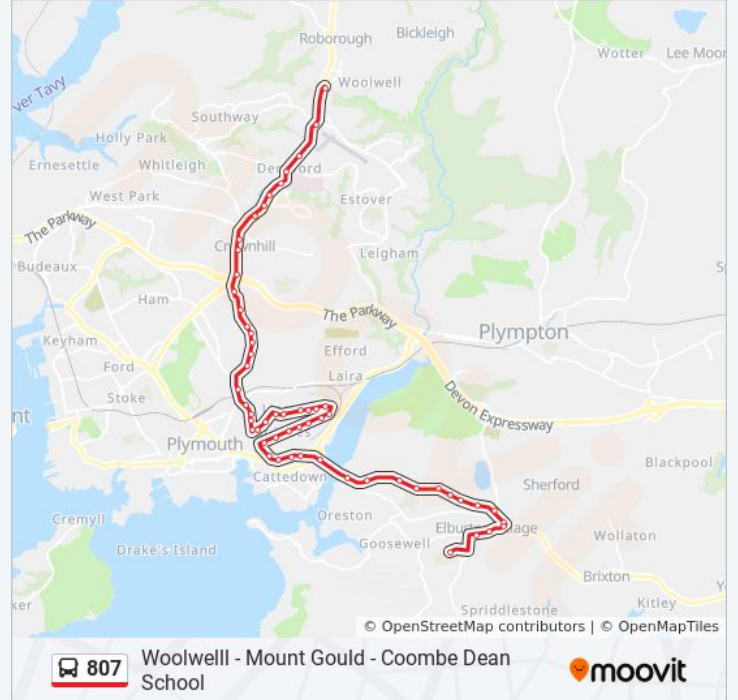 Roborough
Bickleigh
Wotter
Lee Moor
Woolwell
ver Tavy
Southway
Holly Park
Ernesettle
Whitleigh
West Park
Estover
The Parkway
Leigham
Budeaux
Ham
The Parkway
Plympton
Keyham
Efford
Ford
Laira
Stoke
Devon Expressway
nt
Plymouth
Blackpool
Cattedown
Sherford
Cremyll
Oreston
Drake's Island
Goosewell
Wollaton
Brixton
Kitley
Spriddlestone
© OpenStreetMap contributors | © OpenMapTiles
807
Woolwelll - Mount Gould - Coombe Dean
School
moovit